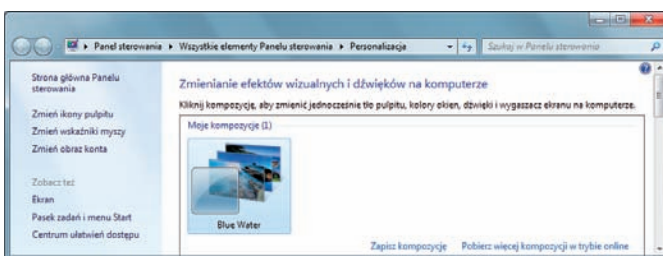 Panel sterowania ▸ Wszystkie elementy Panelu sterowania ▸ Personalizacja
Szukaj w Panelu sterowania
Strona główna Panelu
sterowania
Zmień ikony pulpitu
Zmień wskaźniki myszy
Zmień obraz konta
Zobacz też
Ekran
Pasek zadań i menu Start
Centrum ułatwień dostępu
Zmienianie efektów wizualnych i dźwięków na komputerze
Kliknij kompozycję, aby zmienić jednocześnie tło pulpitu, kolory okien, dźwięki i wygaszacz ekranu na komputerze.
Moje kompozycje (1)
Blue Water
Zapisz kompozycję Pobierz więcej kompozycji w trybie online